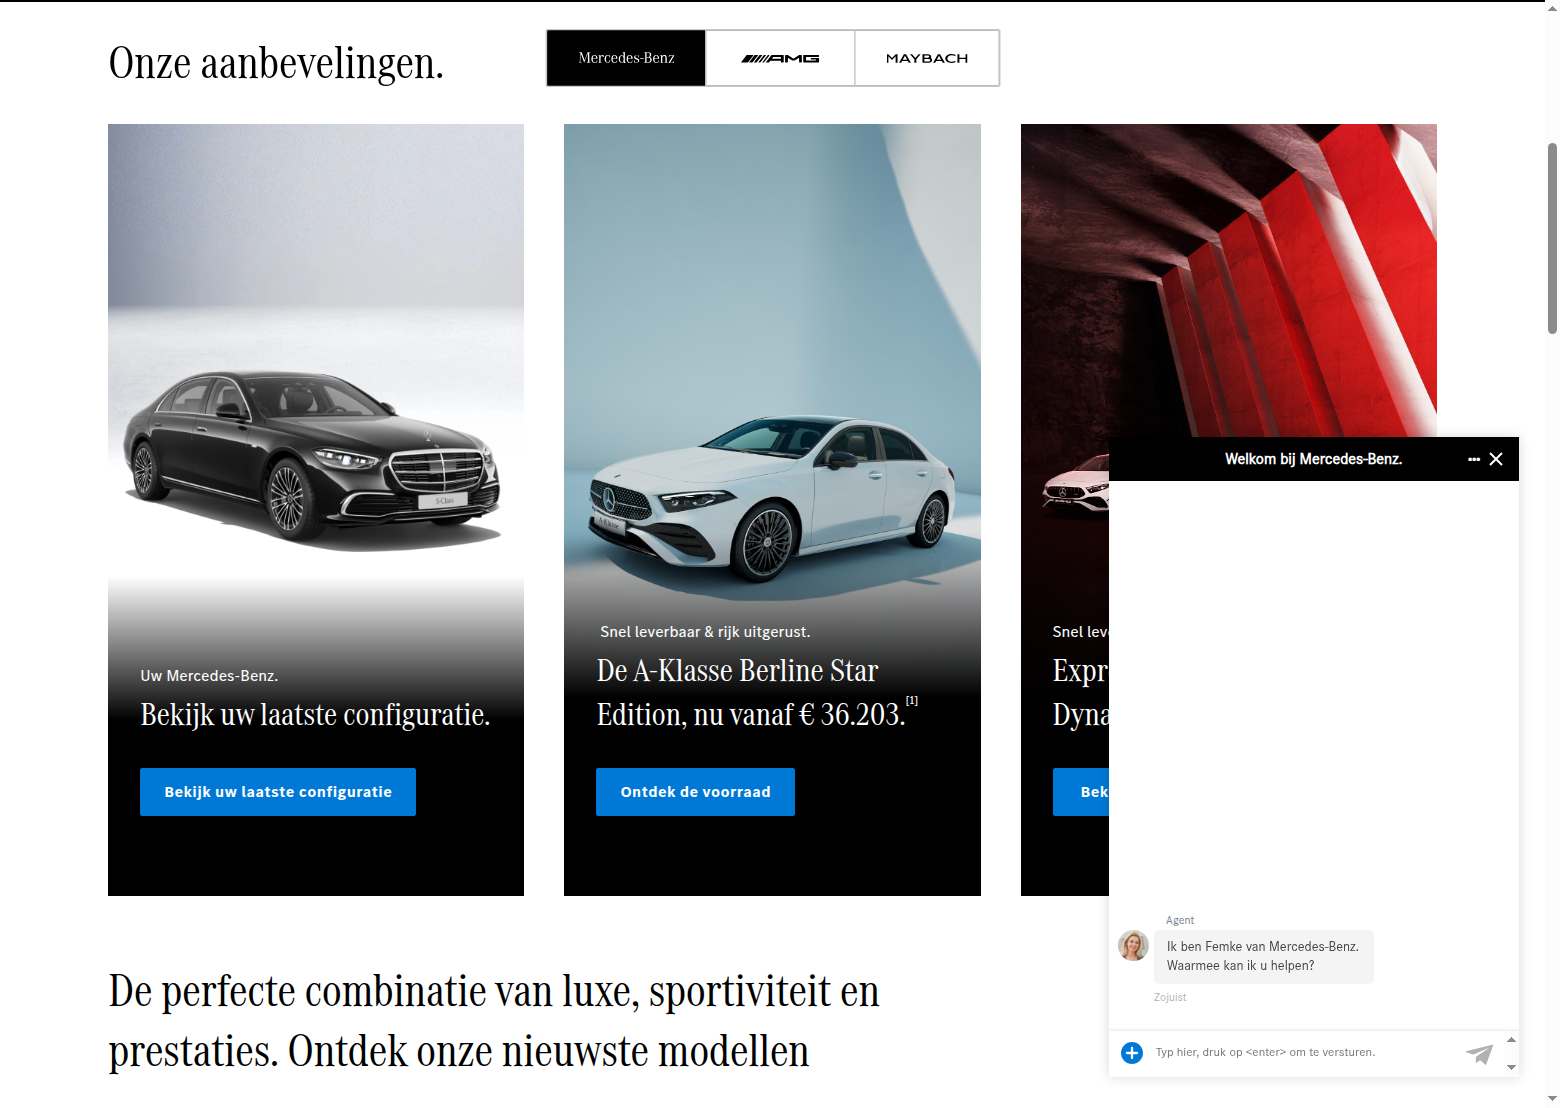 Onze aanbevelingen.
Mercedes-Benz
AMG
MAYBACH
S-Class
Uw Mercedes-Benz.
Bekijk uw laatste configuratie.
Bekijk uw laatste configuratie
A-Klasse
Snel leverbaar & rijk uitgerust.
De A-Klasse Berline Star
Edition, nu vanaf € 36.203.[1]
Ontdek de voorraad
Snel lev
Expr
Dyna
Bek
Welkom bij Mercedes-Benz.
Agent
Ik ben Femke van Mercedes-Benz.
Waarmee kan ik u helpen?
Zojuist
Typ hier, druk op <enter> om te versturen.
De perfecte combinatie van luxe, sportiviteit en
prestaties. Ontdek onze nieuwste modellen